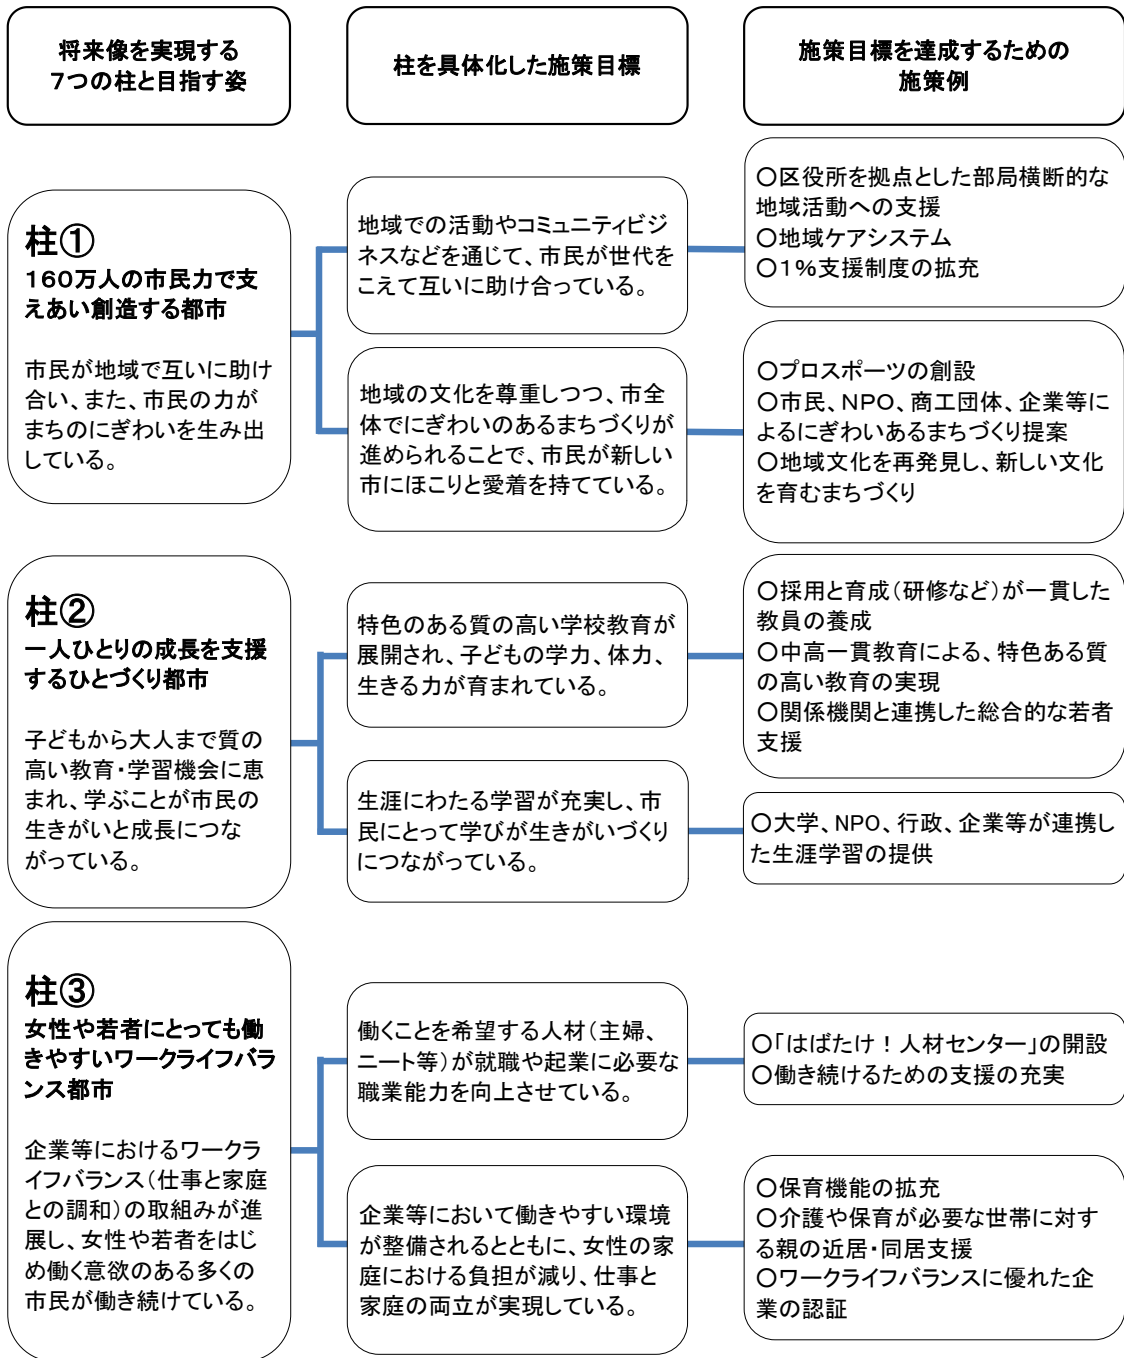 将来像を実現する
７つの柱と目指す姿
柱を具体化した施策目標
施策目標を達成するための
施策例
柱①
１６０万人の市民力で支
えあい創造する都市
市民が地域で互いに助け
合い、また、市民の力が
まちのにぎわいを生み出
している。
地域での活動やコミュニティビジ
ネスなどを通じて、市民が世代を
こえて互いに助け合っている。
〇区役所を拠点とした部局横断的な
地域活動への支援
〇地域ケアシステム
〇１％支援制度の拡充
地域の文化を尊重しつつ、市全
体でにぎわいのあるまちづくりが
進められることで、市民が新しい
市にほこりと愛着を持てている。
〇プロスポーツの創設
〇市民、NPO、商工団体、企業等に
よるにぎわいあるまちづくり提案
〇地域文化を再発見し、新しい文化
を育むまちづくり
柱②
一人ひとりの成長を支援
するひとづくり都市
子どもから大人まで質の
高い教育・学習機会に恵
まれ、学ぶことが市民の
生きがいと成長につな
がっている。
特色のある質の高い学校教育が
展開され、子どもの学力、体力、
生きる力が育まれている。
〇採用と育成（研修など）が一貫した
教員の養成
〇中高一貫教育による、特色ある質
の高い教育の実現
〇関係機関と連携した総合的な若者
支援
生涯にわたる学習が充実し、市
民にとって学びが生きがいづくり
につながっている。
〇大学、NPO、行政、企業等が連携し
た生涯学習の提供
柱③
女性や若者にとっても働
きやすいワークライフバラ
ンス都市
企業等におけるワークラ
イフバランス（仕事と家庭
との調和）の取組みが進
展し、女性や若者をはじ
め働く意欲のある多くの
市民が働き続けている。
働くことを希望する人材（主婦、
ニート等）が就職や起業に必要な
職業能力を向上させている。
〇「はばたけ！人材センター」の開設
〇働き続けるための支援の充実
企業等において働きやすい環境
が整備されるとともに、女性の家
庭における負担が減り、仕事と
家庭の両立が実現している。
〇保育機能の拡充
〇介護や保育が必要な世帯に対す
る親の近居・同居支援
〇ワークライフバランスに優れた企
業の認証